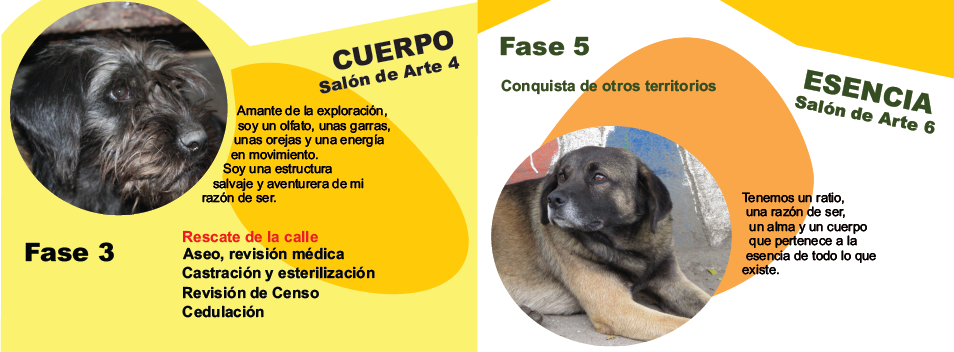 CUERPO
Salón de Arte 4
Amante de la exploración,
soy un olfato, unas garras,
unas orejas y una energía
en movimiento.
Soy una estructura
salvaje y aventurera de mi
razón de ser.
Fase 3
Rescate de la calle
Aseo, revisión médica
Castración y esterilización
Revisión de Censo
Cedulación
Fase 5
Conquista de otros territorios
ESENCIA
Salón de Arte 6
Tenemos un ratio,
una razón de ser,
un alma y un cuerpo
que pertenece a la
esencia de todo lo que
existe.